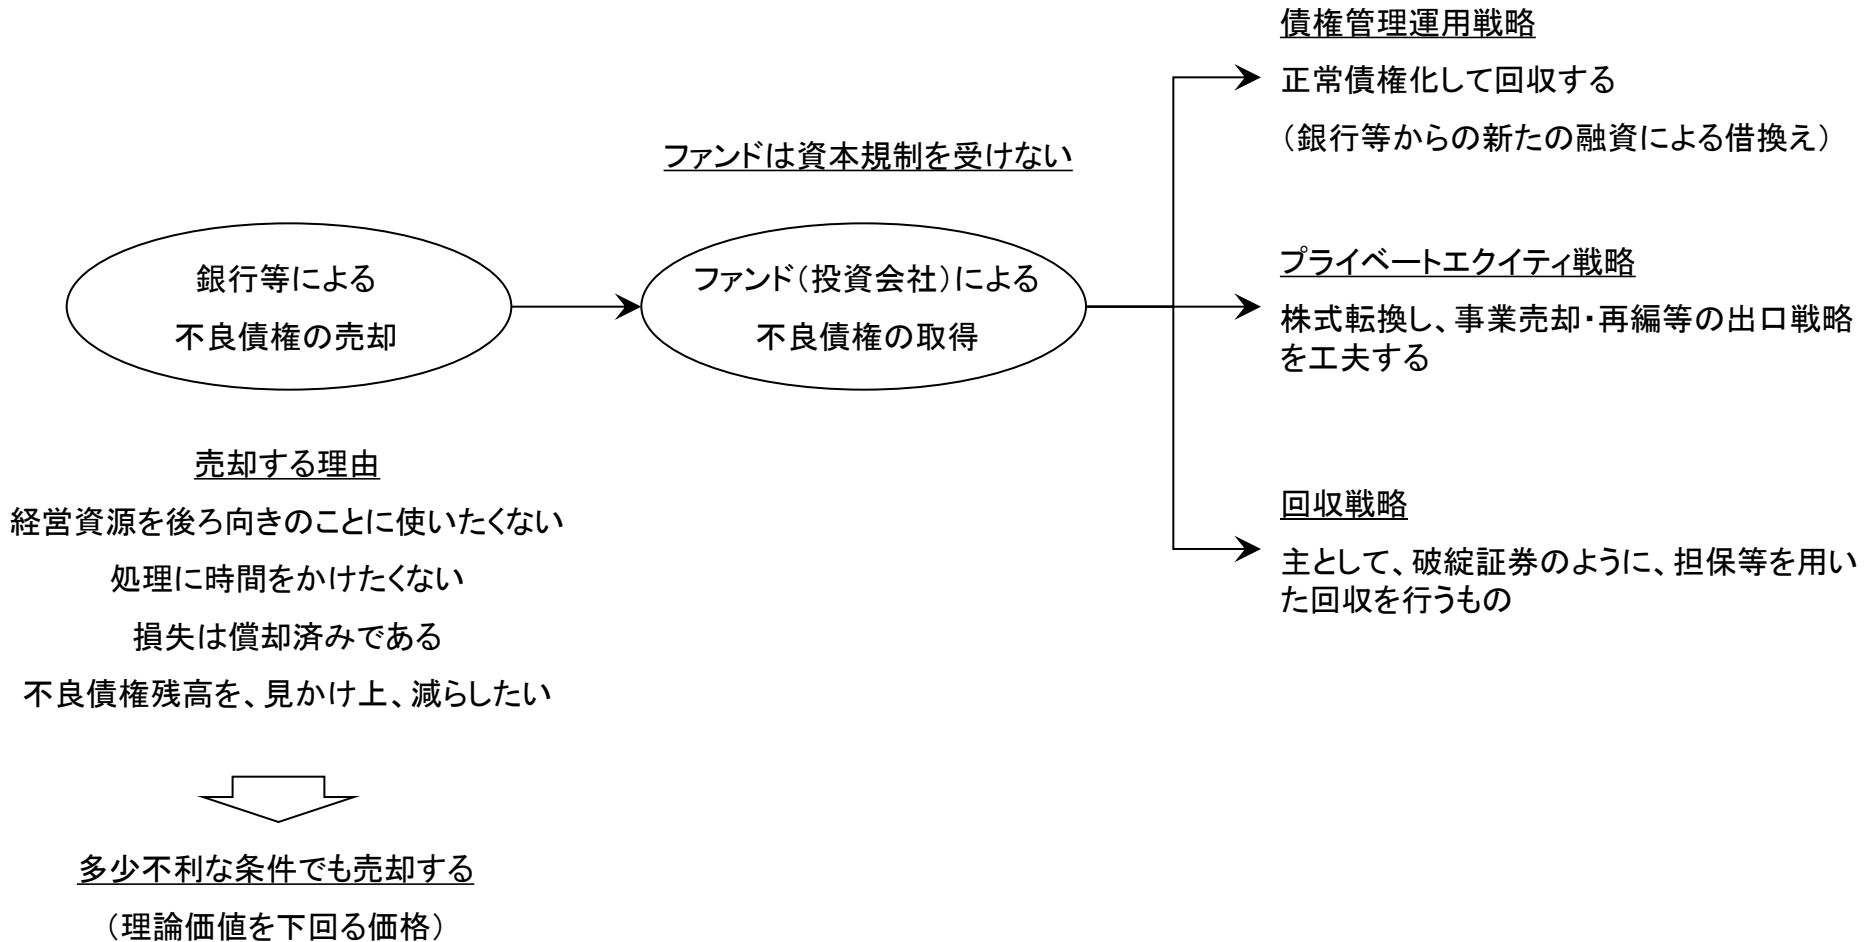 銀行等による
不良債権の売却
売却する理由
経営資源を後ろ向きのことに使いたくない
処理に時間をかけたくない
損失は償却済みである
不良債権残高を、見かけ上、減らしたい
多少不利な条件でも売却する
（理論価値を下回る価格）
ファンドは資本規制を受けない
ファンド（投資会社）による
不良債権の取得
債権管理運用戦略
正常債権化して回収する
（銀行等からの新たの融資による借換え）
プライベートエクイティ戦略
株式転換し、事業売却・再編等の出口戦略
を工夫する
回収戦略
主として、破綻証券のように、担保等を用い
た回収を行うもの